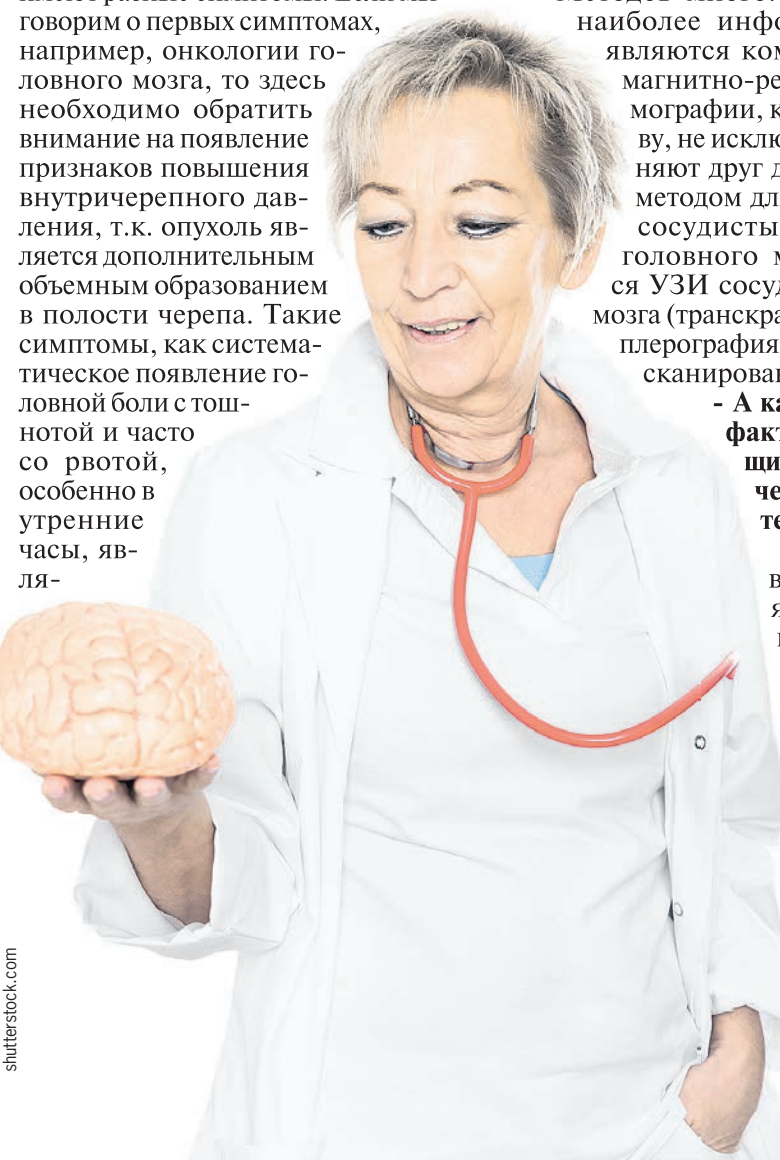 говорим о первых симптомах,
например, онкологии го-
ловного мозга, то здесь
необходимо обратить
внимание на появление
признаков повышения
внутричерепного дав-
ления, т.к. опухоль яв-
ляется дополнительным
объемным образованием
в полости черепа. Такие
симптомы, как система-
тическое появление го-
ловной боли с тош-
нотой и часто
со рвотой,
особенно в
утренние
часы, яв-
ля-
наиболее инфо
являются ком
магнитно-ре
мографии, к
ву, не исклю
няют друг д
методом дл
сосудисты
головного м
ся УЗИ сосуд
мозга (транскра
плерография
сканирован
- А ка
факт
щи
че
те
в
я
shutterstock.com